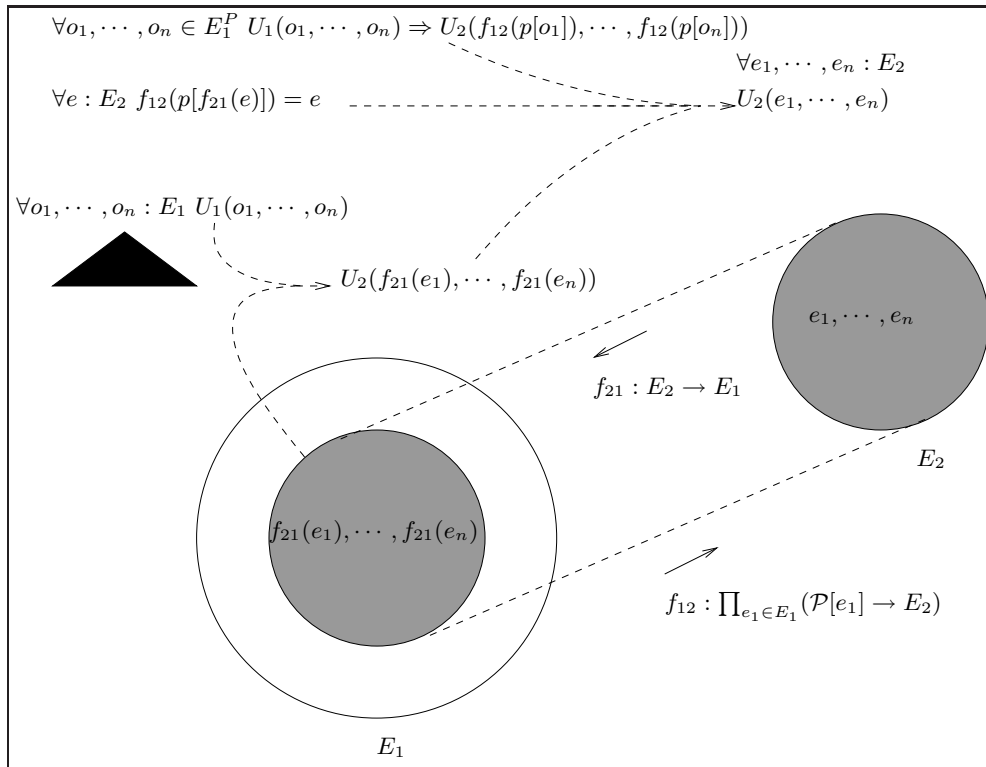 ∀o₁, ⋯ , oₙ ∈ E₁ᴾ U₁(o₁, ⋯ , oₙ) ⇒ U₂(f₁₂(p[o₁]), ⋯ , f₁₂(p[oₙ]))
∀e₁, ⋯ , eₙ : E₂
∀e : E₂ f₁₂(p[f₂₁(e)]) = e
U₂(e₁, ⋯ , eₙ)
∀o₁, ⋯ , oₙ : E₁ U₁(o₁, ⋯ , oₙ)
U₂(f₂₁(e₁), ⋯ , f₂₁(eₙ))
e₁, ⋯ , eₙ
f₂₁ : E₂ → E₁
E₂
f₂₁(e₁), ⋯ , f₂₁(eₙ)
f₁₂ : ∏_{e₁∈E₁}(𝒫[e₁] → E₂)
E₁